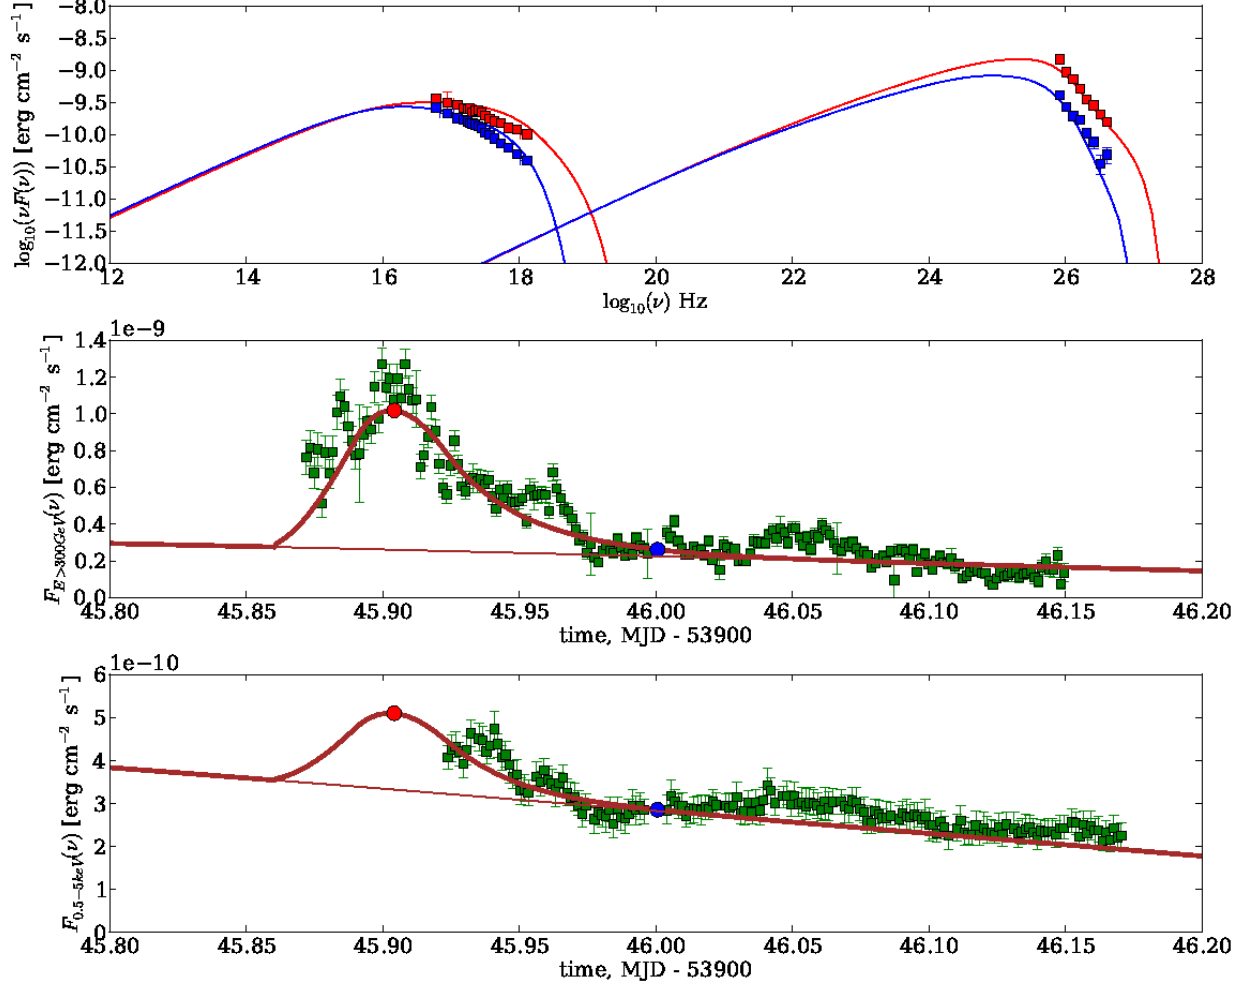 −8.0
−8.5
−9.0
−9.5
−10.0
−10.5
−11.0
−11.5
−12.0
log₁₀(νF(ν)) [erg cm⁻² s⁻¹]
12 14 16 18 20 22 24 26 28
log₁₀(ν) Hz
1e−9
1.4
1.2
1.0
0.8
0.6
0.4
0.2
0.0
F_{E>300GeV}(ν) [erg cm⁻² s⁻¹]
45.80 45.85 45.90 45.95 46.00 46.05 46.10 46.15 46.20
time, MJD - 53900
1e−10
6
5
4
3
2
1
0
F_{0.5−5keV}(ν) [erg cm⁻² s⁻¹]
45.80 45.85 45.90 45.95 46.00 46.05 46.10 46.15 46.20
time, MJD - 53900